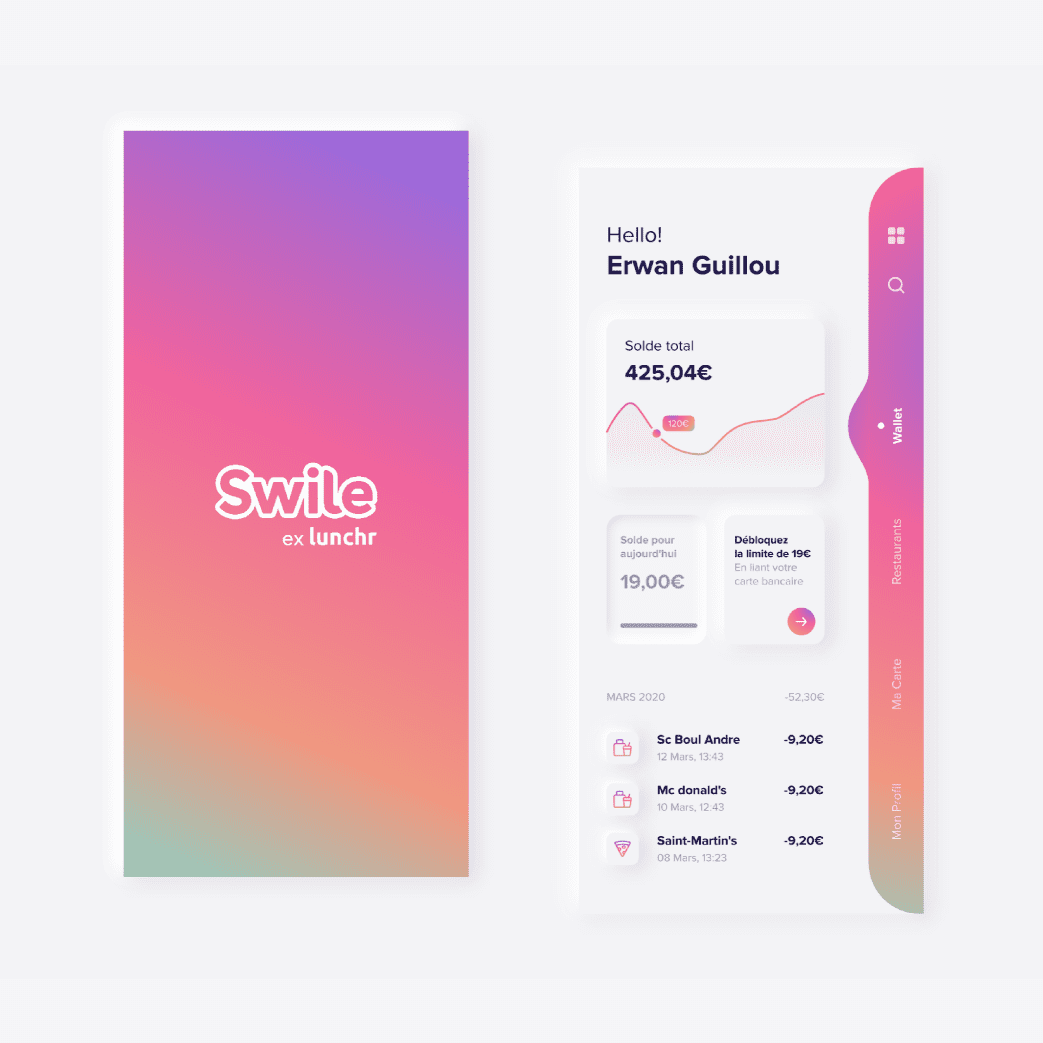 Swile
ex lunchr
Hello!
Erwan Guillou
Solde total
425,04€
120€
Solde pour
aujourd'hui
19,00€
Débloquez
la limite de 19€
En liant votre
carte bancaire
MARS 2020 -52,30€
Sc Boul Andre -9,20€
12 Mars, 13:43
Mc donald's -9,20€
10 Mars, 12:43
Saint-Martin's -9,20€
08 Mars, 13:23
Wallet
Restaurants
Ma Carte
Mon Profil